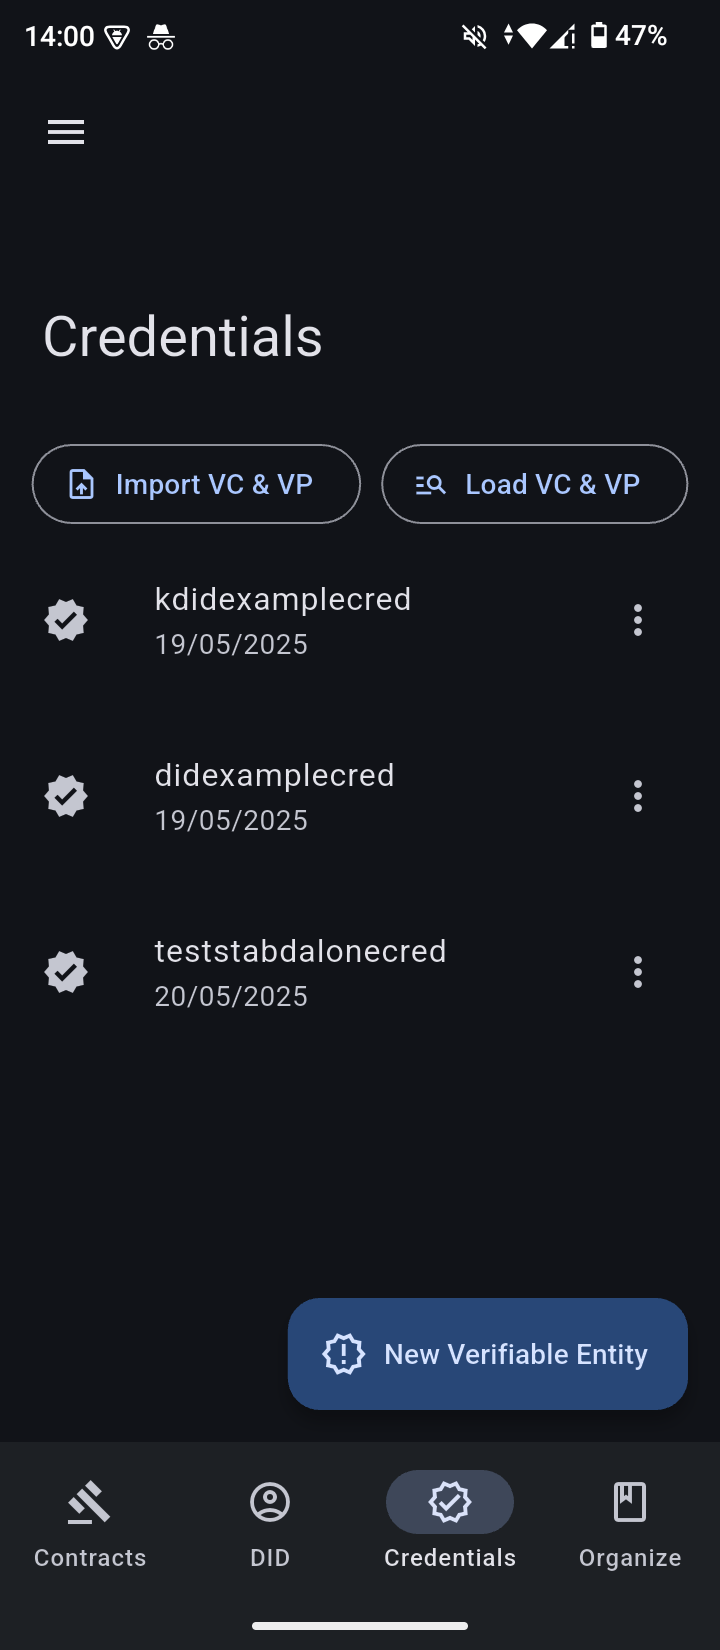 14:00 47%
Credentials
Import VC & VP Load VC & VP
kdidexamplecred
19/05/2025
didexamplecred
19/05/2025
teststabdalonecred
20/05/2025
New Verifiable Entity
Contracts DID Credentials Organize